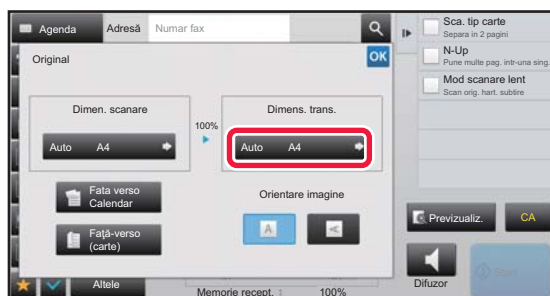 Agenda
Adresă
Numar fax
Sca. tip carte
Separa in 2 pagini
N-Up
Pune multe pag. intr-una sing.
Mod scanare lent
Scan orig. hart. subtire
Original
OK
Dimen. scanare
100%
Dimens. trans.
Auto A4
Auto A4
Fata verso
Calendar
Orientare imagine
Faţă-verso
(carte)
A
A
Previzualiz.
CA
Altele
Memorie recept.
100%
Difuzor
Start